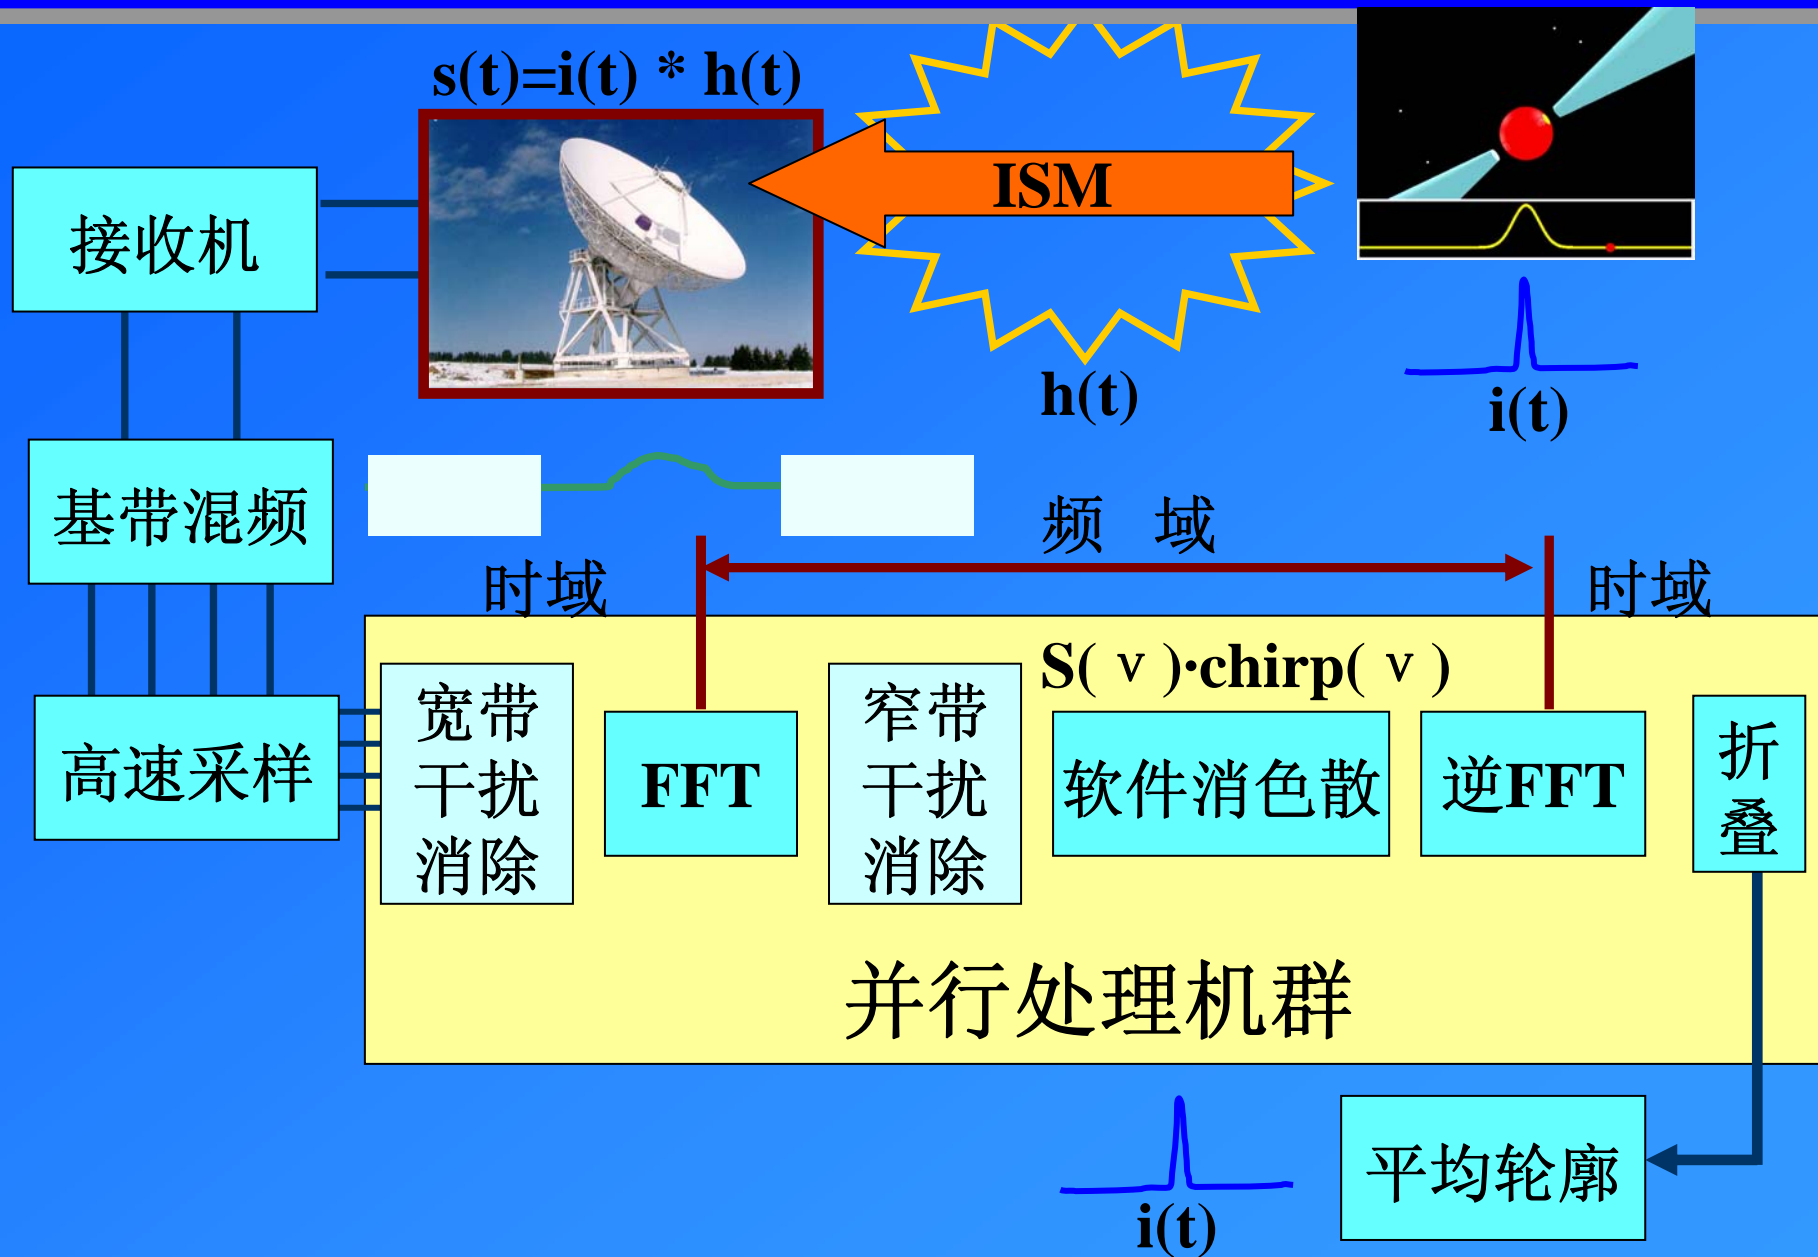 s(t)=i(t) * h(t)
ISM
接收机
h(t)
i(t)
基带混频
频 域
时域
时域
S( ν )·chirp( ν )
高速采样
宽带
干扰
消除
FFT
窄带
干扰
消除
软件消色散
逆FFT
折
叠
并行处理机群
平均轮廓
i(t)